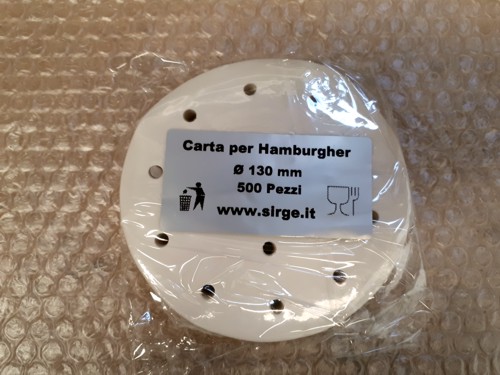 Carta per Hamburgher
Ø 130 mm
500 Pezzi
www.sirge.it